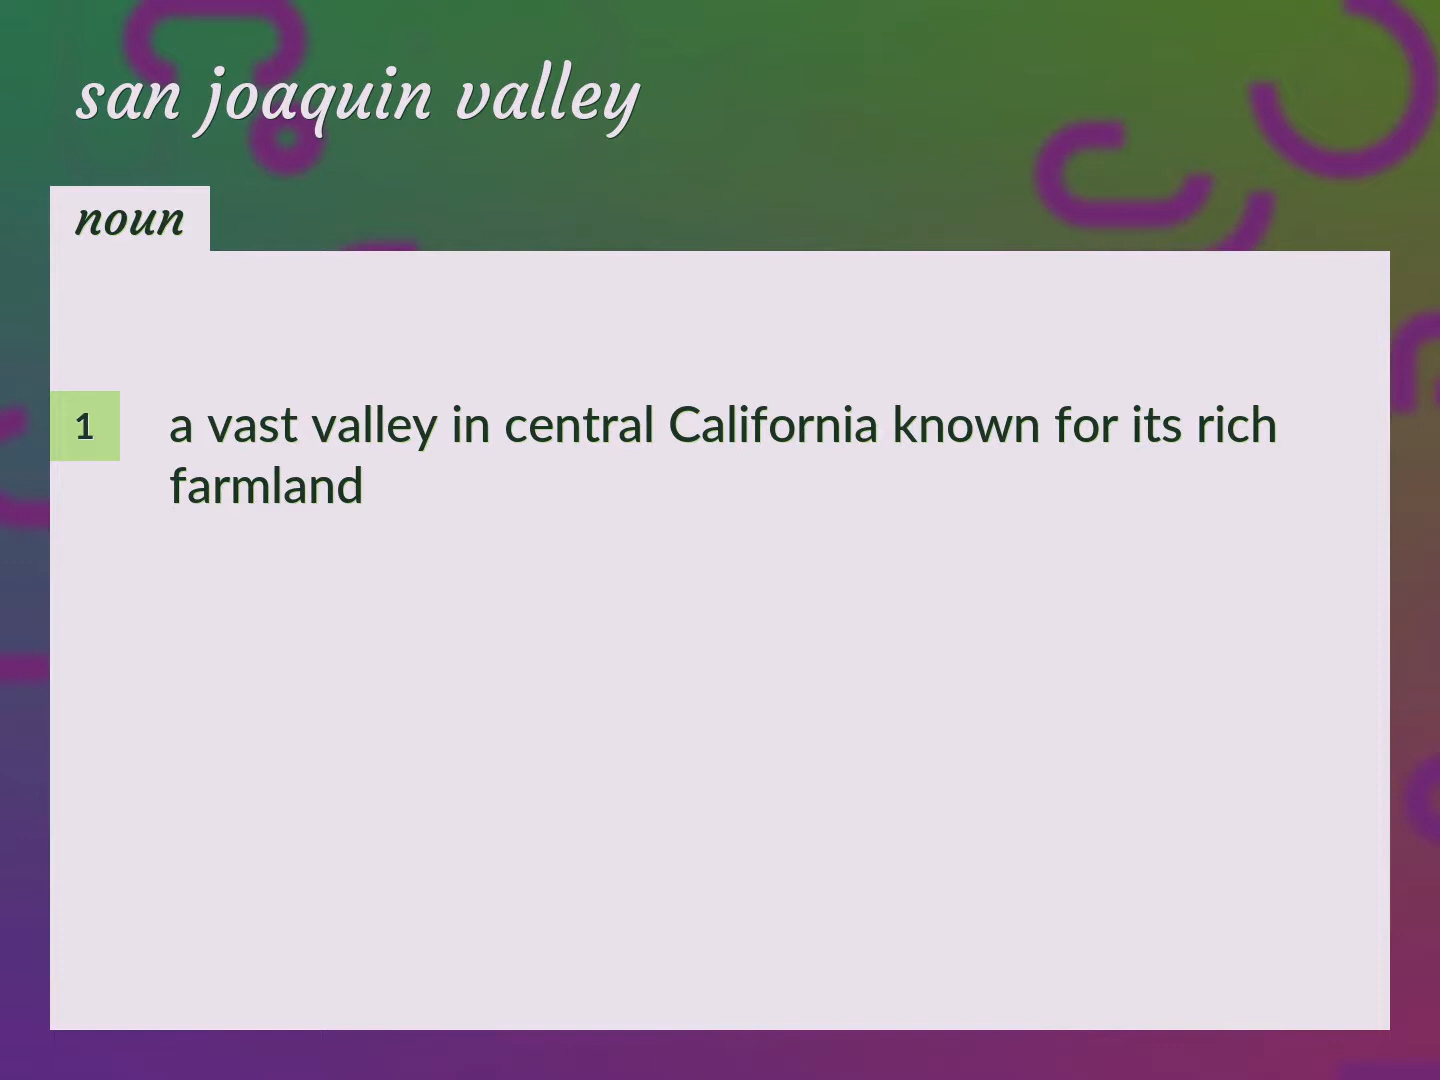 san joaquin valley
noun
1 a vast valley in central California known for its rich
farmland